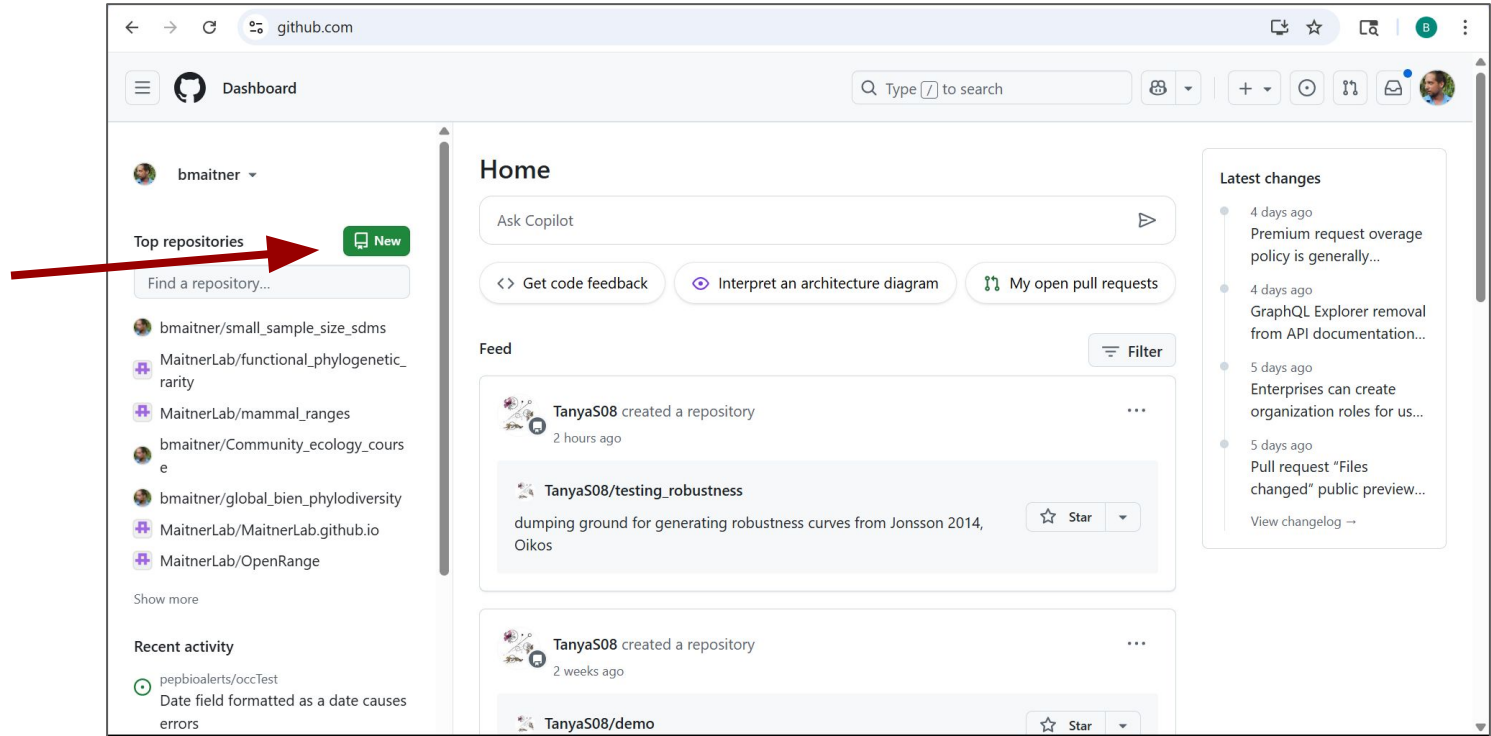 github.com
B
Dashboard
Type / to search
bmaitner
Top repositories
New
Find a repository...
bmaitner/small_sample_size_sdms
MaitnerLab/functional_phylogenetic_
rarity
MaitnerLab/mammal_ranges
bmaitner/Community_ecology_cours
e
bmaitner/global_bien_phylodiversity
MaitnerLab/MaitnerLab.github.io
MaitnerLab/OpenRange
Show more
Recent activity
pepbioalerts/occTest
Date field formatted as a date causes
errors
Home
Ask Copilot
Get code feedback
Interpret an architecture diagram
My open pull requests
Feed
Filter
TanyaS08 created a repository
2 hours ago
TanyaS08/testing_robustness
dumping ground for generating robustness curves from Jonsson 2014,
Oikos
Star
TanyaS08 created a repository
2 weeks ago
TanyaS08/demo
Star
Latest changes
4 days ago
Premium request overage
policy is generally...
4 days ago
GraphQL Explorer removal
from API documentation...
5 days ago
Enterprises can create
organization roles for us...
5 days ago
Pull request “Files
changed” public preview...
View changelog →